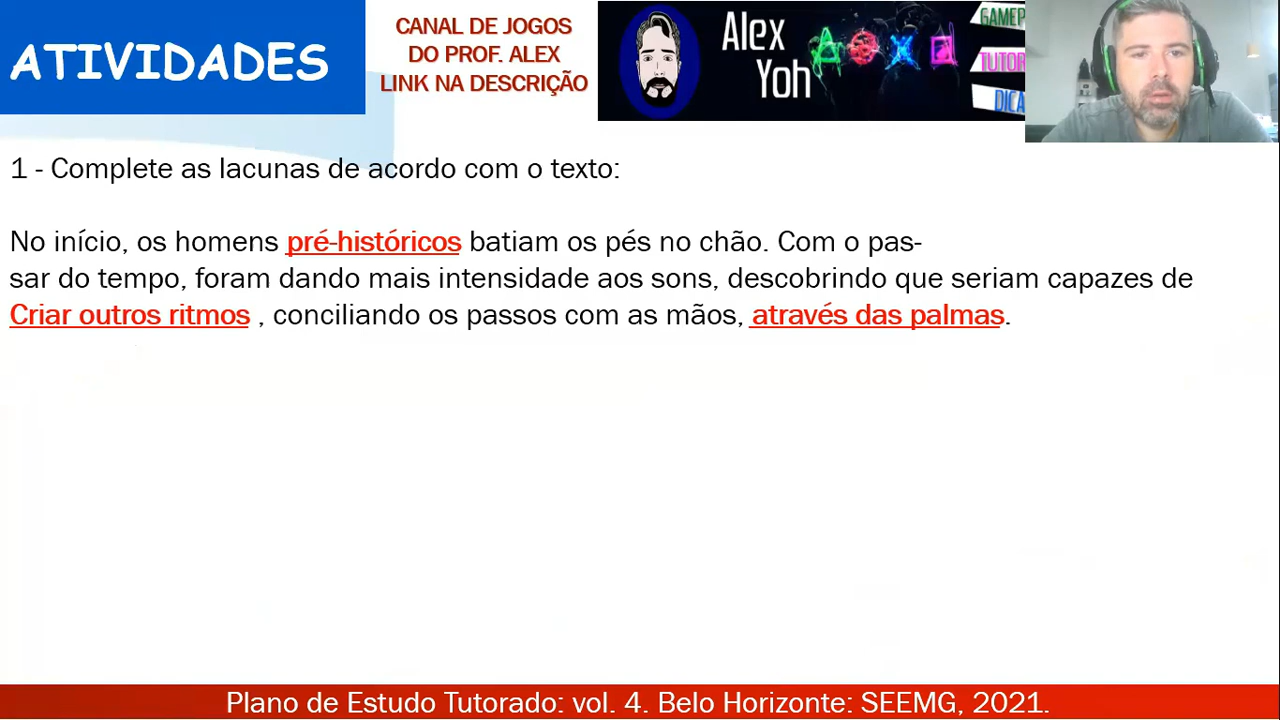 ATIVIDADES
CANAL DE JOGOS
DO PROF. ALEX
LINK NA DESCRIÇÃO
Alex
Yoh
1 - Complete as lacunas de acordo com o texto:
No início, os homens pré-históricos batiam os pés no chão. Com o pas-
sar do tempo, foram dando mais intensidade aos sons, descobrindo que seriam capazes de
Criar outros ritmos , conciliando os passos com as mãos, através das palmas.
Plano de Estudo Tutorado: vol. 4. Belo Horizonte: SEEMG, 2021.